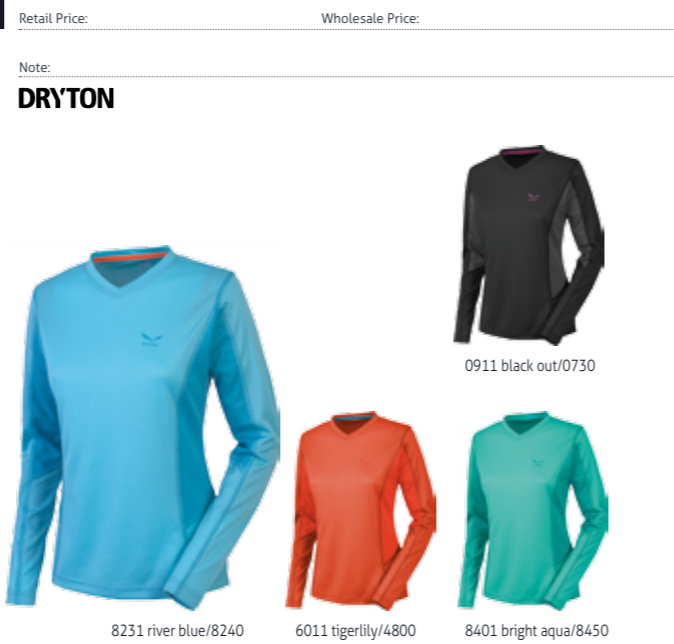 Retail Price: Wholesale Price:
Note:
DRYTON
0911 black out/0730
8231 river blue/8240 6011 tigerlily/4800 8401 bright aqua/8450